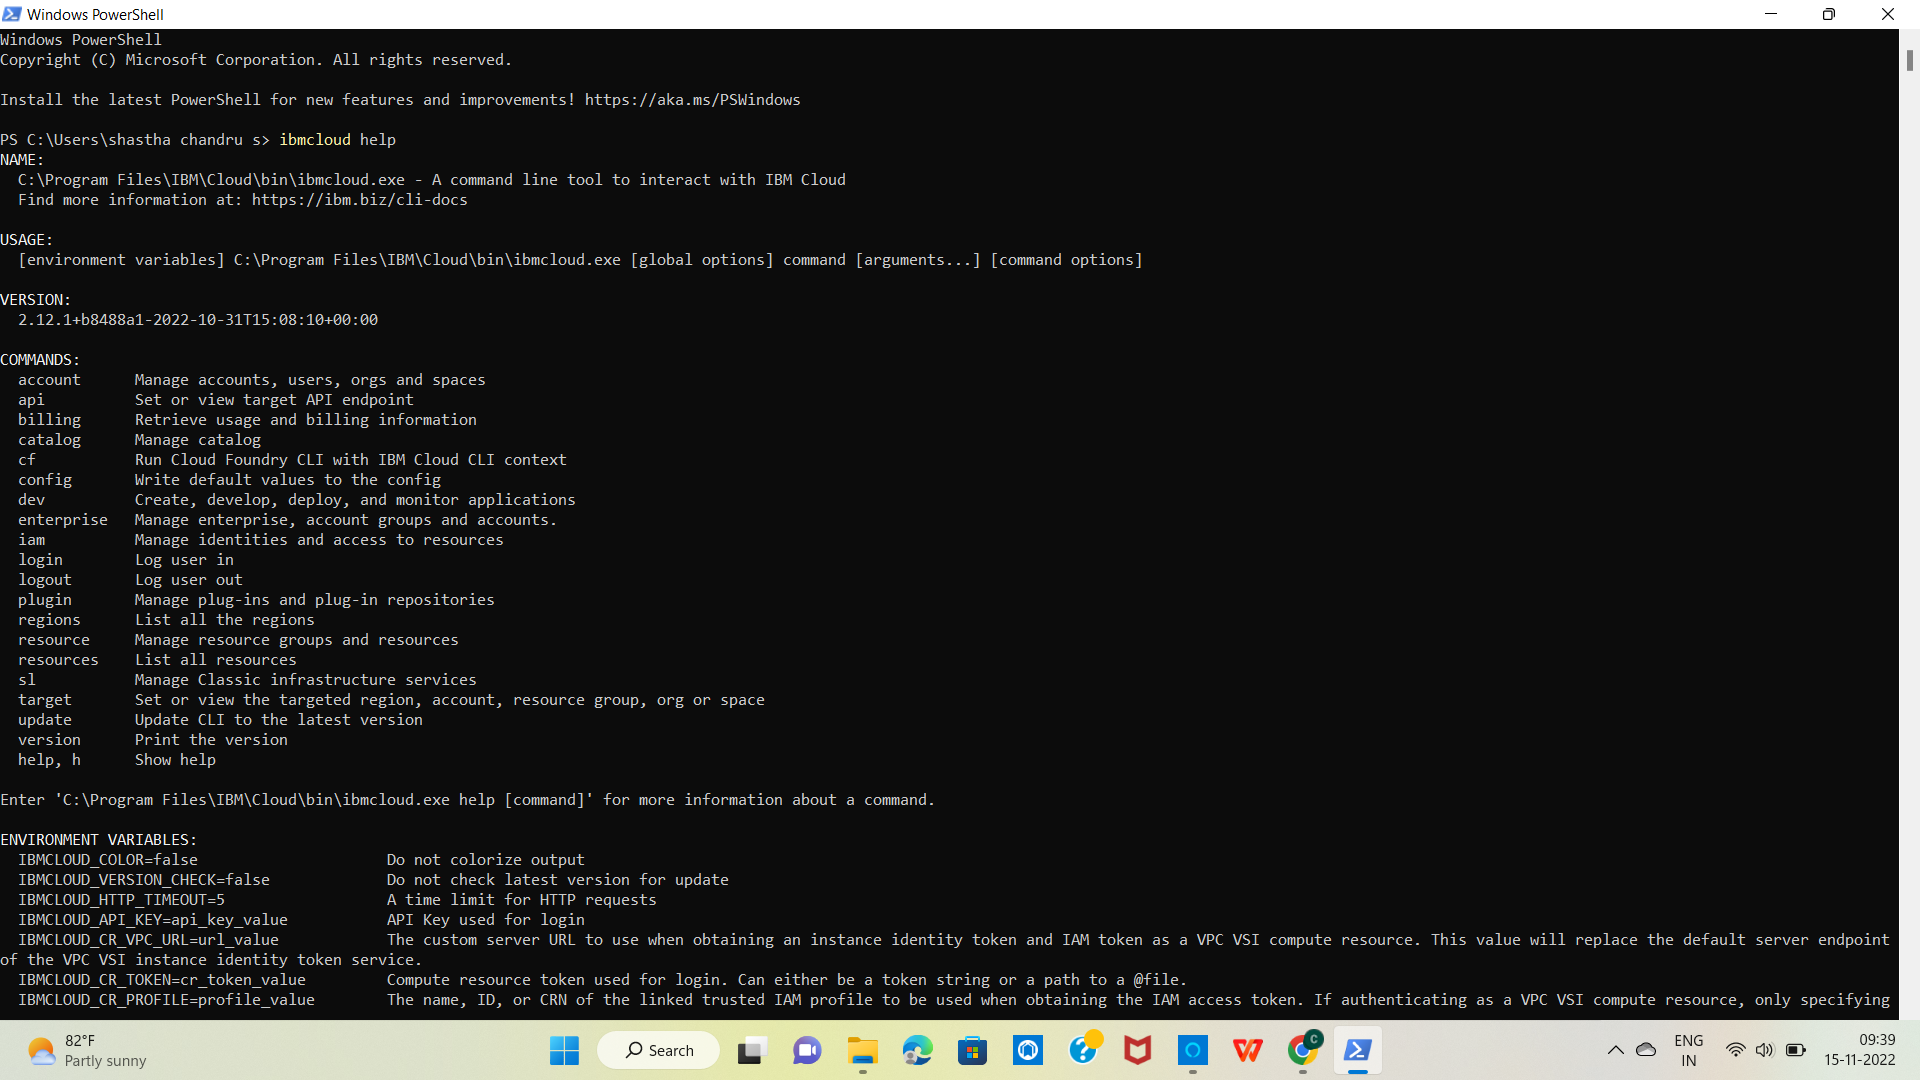 Windows PowerShell
Windows PowerShell
Copyright (C) Microsoft Corporation. All rights reserved.
Install the latest PowerShell for new features and improvements! https://aka.ms/PSWindows
PS C:\Users\shastha chandru s> ibmcloud help
NAME:
  C:\Program Files\IBM\Cloud\bin\ibmcloud.exe - A command line tool to interact with IBM Cloud
  Find more information at: https://ibm.biz/cli-docs
USAGE:
  [environment variables] C:\Program Files\IBM\Cloud\bin\ibmcloud.exe [global options] command [arguments...] [command options]
VERSION:
  2.12.1+b8488a1-2022-10-31T15:08:10+00:00
COMMANDS:
  account      Manage accounts, users, orgs and spaces
  api          Set or view target API endpoint
  billing      Retrieve usage and billing information
  catalog      Manage catalog
  cf           Run Cloud Foundry CLI with IBM Cloud CLI context
  config       Write default values to the config
  dev          Create, develop, deploy, and monitor applications
  enterprise   Manage enterprise, account groups and accounts.
  iam          Manage identities and access to resources
  login        Log user in
  logout       Log user out
  plugin       Manage plug-ins and plug-in repositories
  regions      List all the regions
  resource     Manage resource groups and resources
  resources    List all resources
  sl           Manage Classic infrastructure services
  target       Set or view the targeted region, account, resource group, org or space
  update       Update CLI to the latest version
  version      Print the version
  help, h      Show help
Enter 'C:\Program Files\IBM\Cloud\bin\ibmcloud.exe help [command]' for more information about a command.
ENVIRONMENT VARIABLES:
  IBMCLOUD_COLOR=false                     Do not colorize output
  IBMCLOUD_VERSION_CHECK=false             Do not check latest version for update
  IBMCLOUD_HTTP_TIMEOUT=5                  A time limit for HTTP requests
  IBMCLOUD_API_KEY=api_key_value           API Key used for login
  IBMCLOUD_CR_VPC_URL=url_value            The custom server URL to use when obtaining an instance identity token and IAM token as a VPC VSI compute resource. This value will replace the default server endpoint
of the VPC VSI instance identity token service.
  IBMCLOUD_CR_TOKEN=cr_token_value         Compute resource token used for login. Can either be a token string or a path to a @file.
  IBMCLOUD_CR_PROFILE=profile_value        The name, ID, or CRN of the linked trusted IAM profile to be used when obtaining the IAM access token. If authenticating as a VPC VSI compute resource, only specifying
82°F
Partly sunny
Search
C
ENG
IN
09:39
15-11-2022